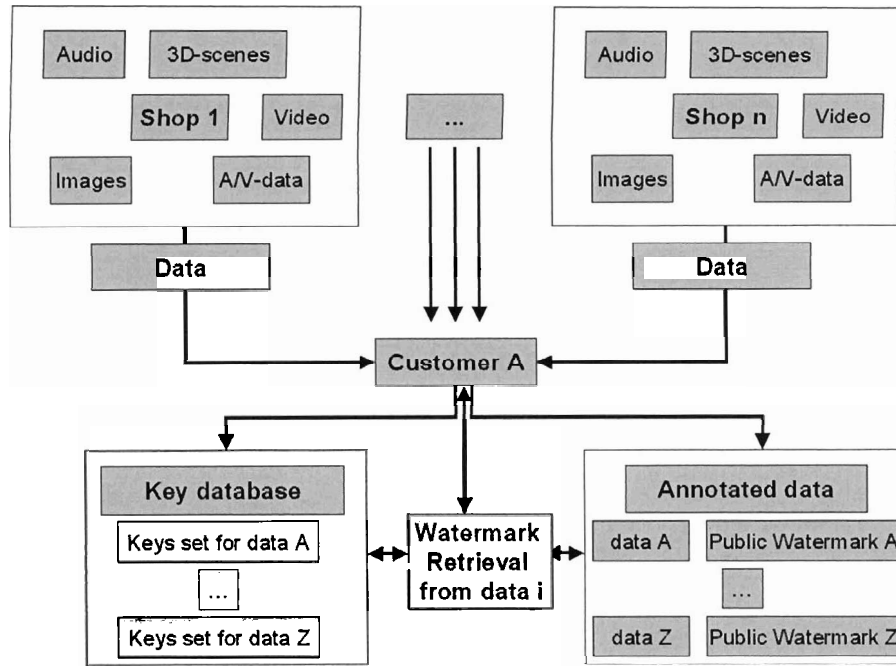 Audio
3D-scenes
Shop 1
Video
Images
A/V-data
...
Audio
3D-scenes
Shop n
Video
Images
A/V-data
Data
Data
Customer A
Key database
Keys set for data A
...
Keys set for data Z
Watermark
Retrieval
from data i
Annotated data
data A
Public Watermark A
...
data Z
Public Watermark Z